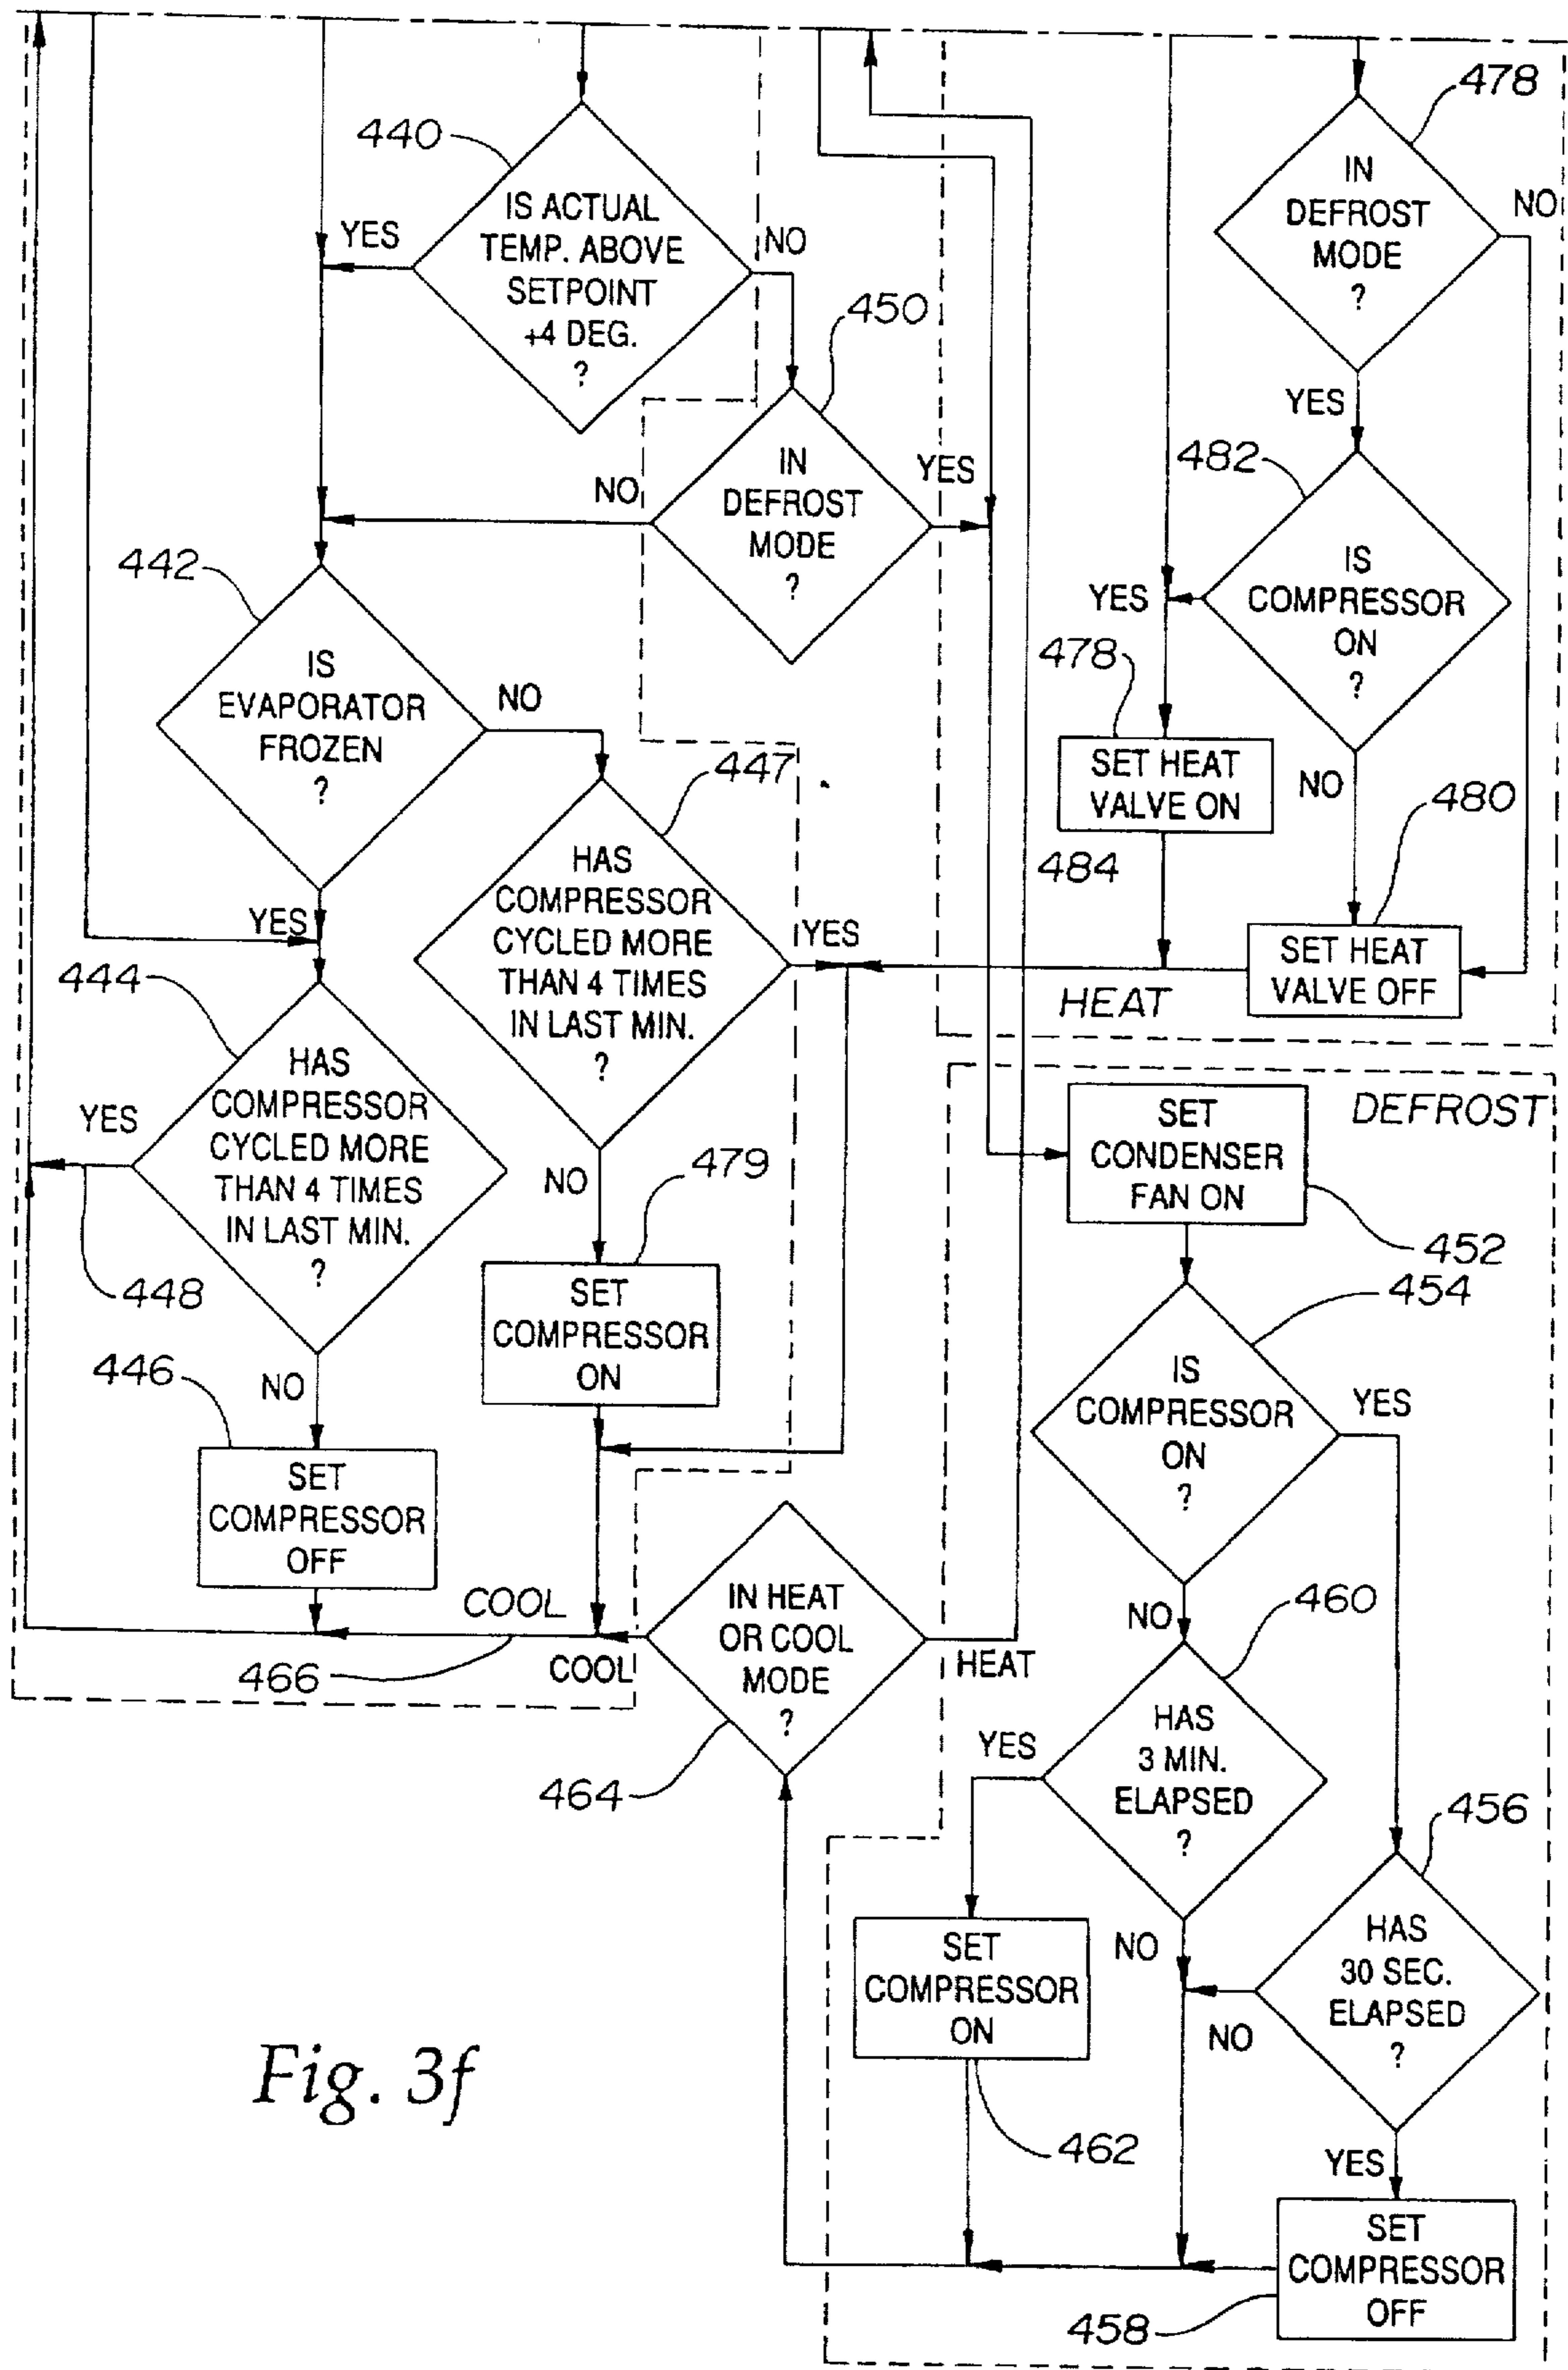 440
IS ACTUAL
TEMP. ABOVE
SETPOINT
+4 DEG.
?
YES
NO
450
IN
DEFROST
MODE
?
NO
YES
442
IS
EVAPORATOR
FROZEN
?
NO
YES
447
HAS
COMPRESSOR
CYCLED MORE
THAN 4 TIMES
IN LAST MIN.
?
YES
NO
444
HAS
COMPRESSOR
CYCLED MORE
THAN 4 TIMES
IN LAST MIN.
?
YES
448
NO
479
SET
COMPRESSOR
ON
446
SET
COMPRESSOR
OFF
COOL
466
COOL
IN HEAT
OR COOL
MODE
?
HEAT
464
478
IN
DEFROST
MODE
?
NO
YES
482
IS
COMPRESSOR
ON
?
YES
NO
478
SET HEAT
VALVE ON
484
480
SET HEAT
VALVE OFF
HEAT
DEFROST
SET
CONDENSER
FAN ON
452
454
IS
COMPRESSOR
ON
?
YES
NO
460
HAS
3 MIN.
ELAPSED
?
YES
NO
456
HAS
30 SEC.
ELAPSED
?
NO
YES
SET
COMPRESSOR
ON
462
SET
COMPRESSOR
OFF
458
Fig. 3f